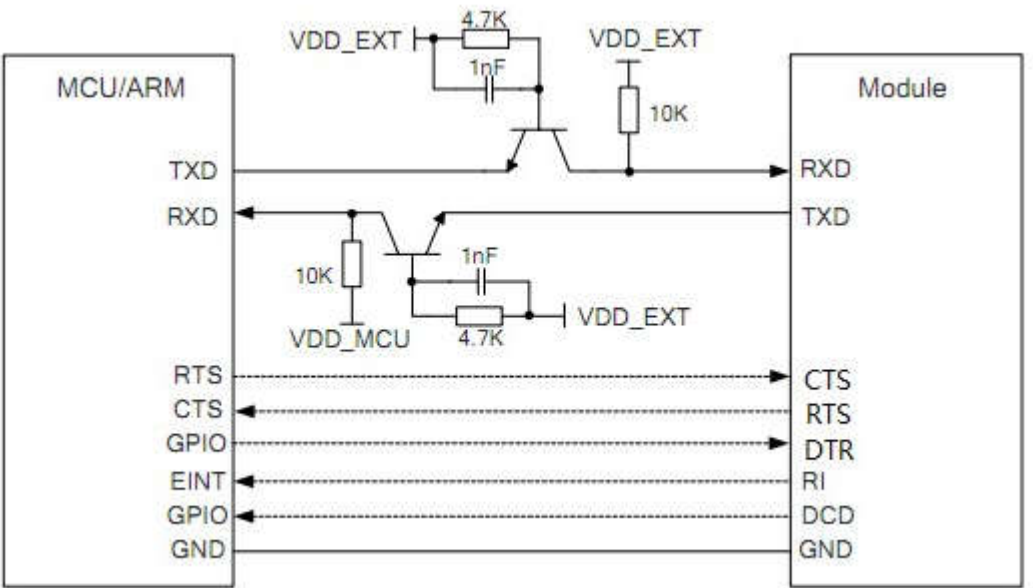 4.7K
VDD_EXT
VDD_EXT
1nF
MCU/ARM
Module
10K
TXD
RXD
RXD
TXD
1nF
10K
VDD_EXT
VDD_MCU
4.7K
RTS
CTS
CTS
RTS
GPIO
DTR
EINT
RI
GPIO
DCD
GND
GND